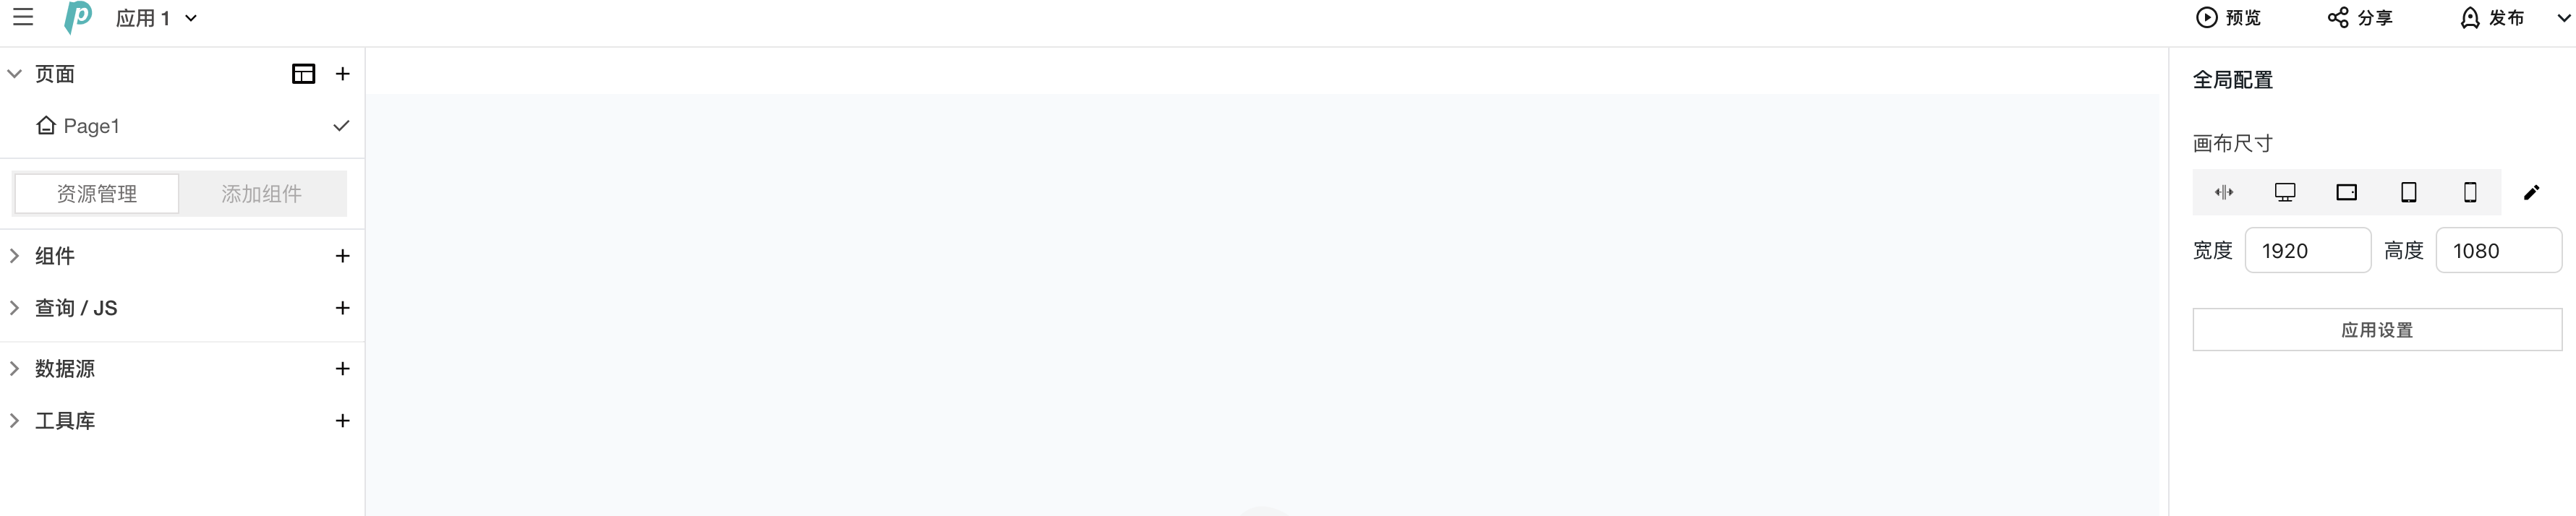 应用 1
预览
分享
发布
页面
Page1
资源管理
添加组件
组件
查询 / JS
数据源
工具库
全局配置
画布尺寸
宽度 1920 高度 1080
应用设置